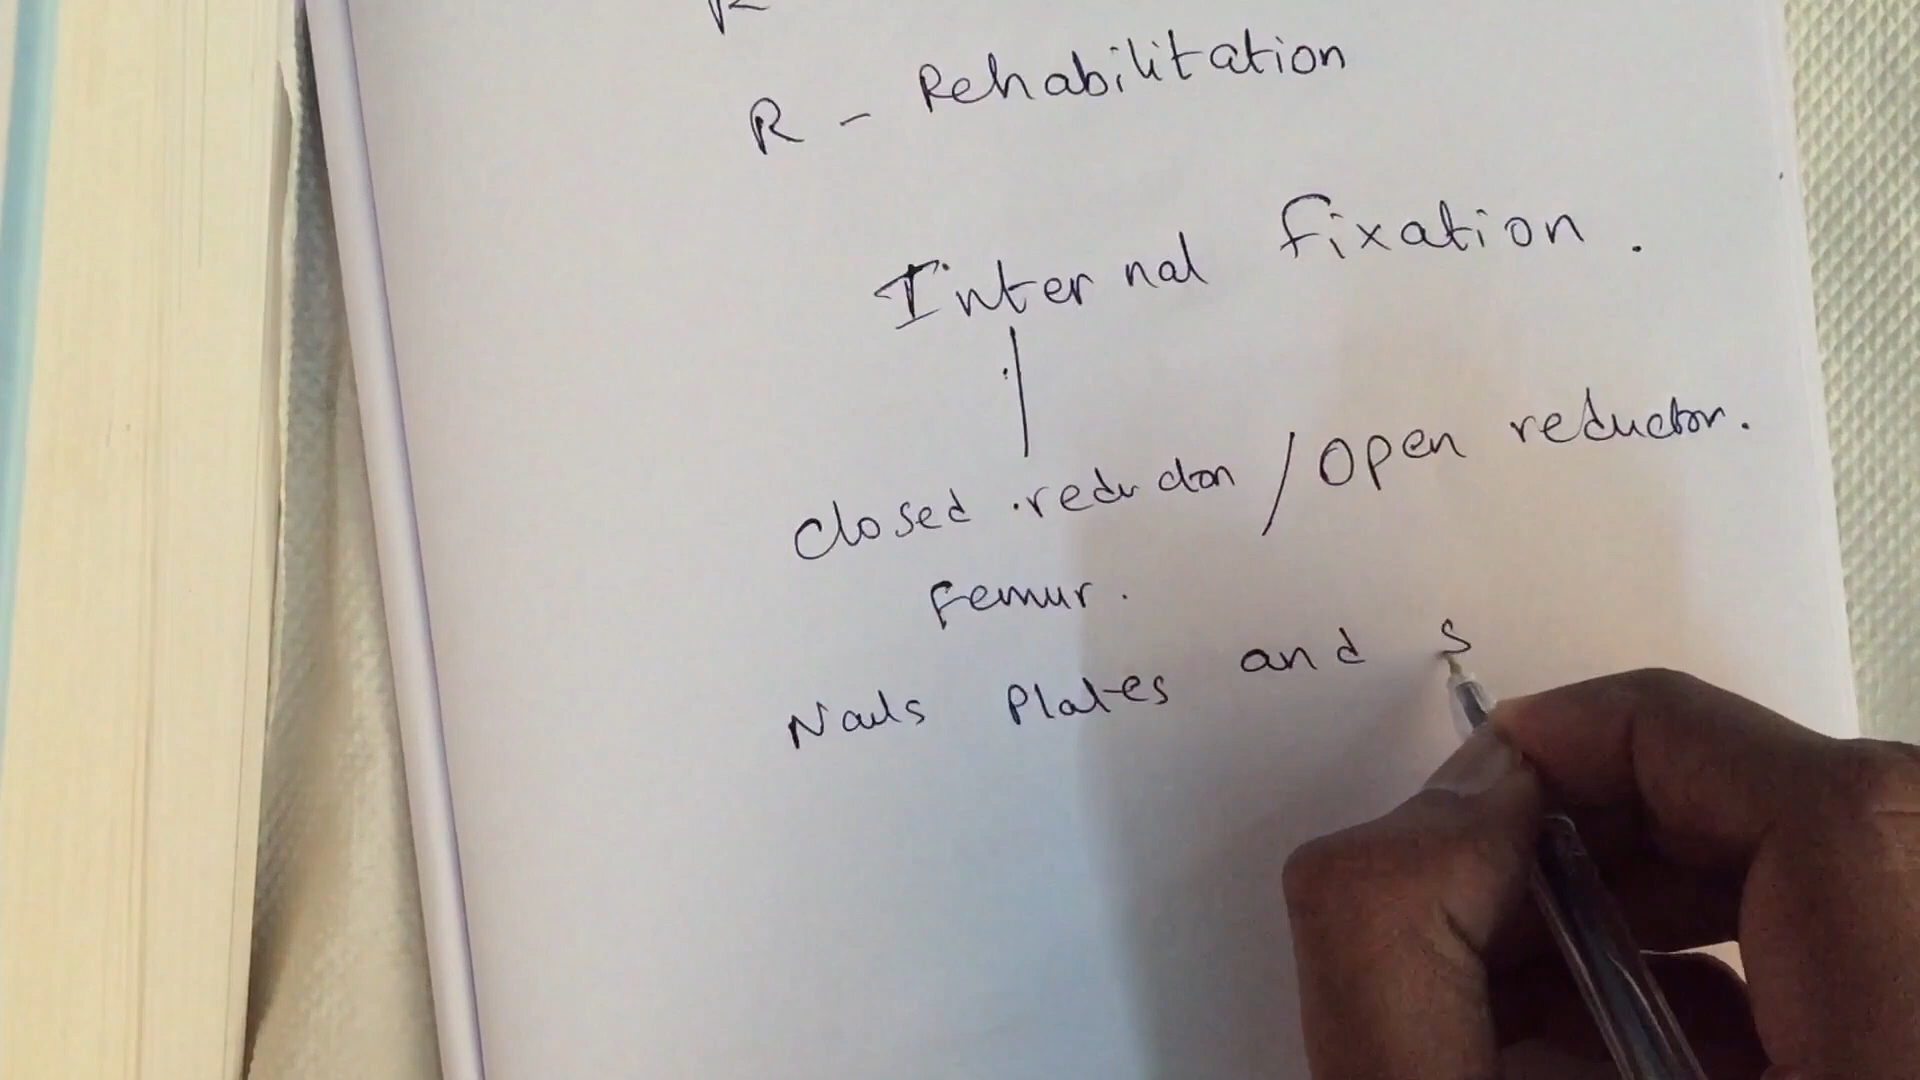 R
R - Rehabilitation
Internal fixation.
closed reduction / open reduction.
femur.
Nails Plates and S